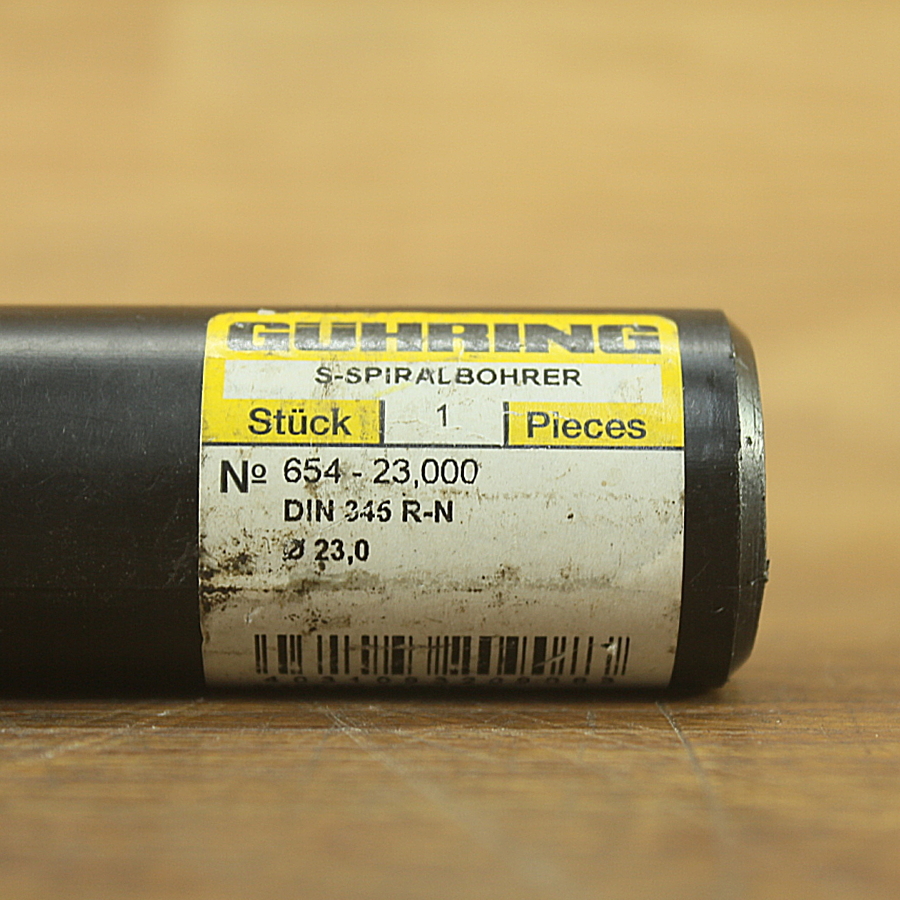 GÜHRING
S-SPIRALBOHRER
Stück 1 Pieces
Nº 654 - 23,000
DIN 345 R-N
Ø 23,0